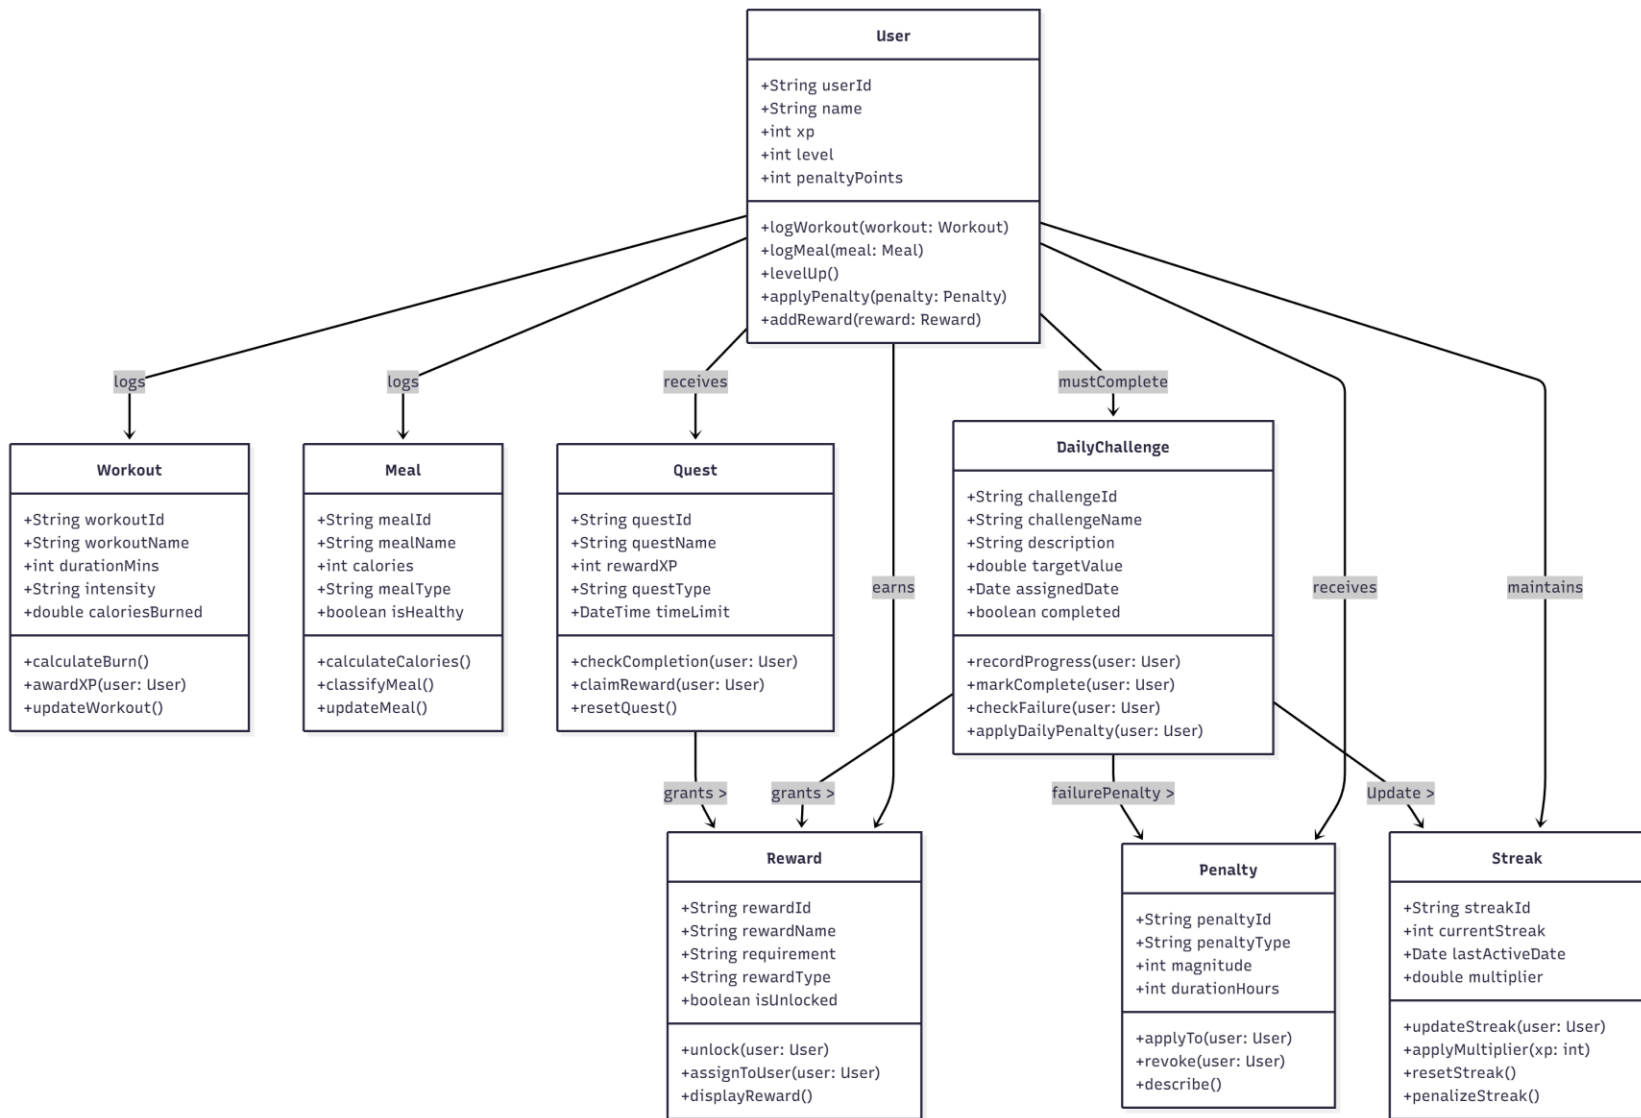 User
+String userId
+String name
+int xp
+int level
+int penaltyPoints
+logWorkout(workout: Workout)
+logMeal(meal: Meal)
+levelUp()
+applyPenalty(penalty: Penalty)
+addReward(reward: Reward)
logs
logs
receives
mustComplete
earns
receives
maintains
Workout
+String workoutId
+String workoutName
+int durationMins
+String intensity
+double caloriesBurned
+calculateBurn()
+awardXP(user: User)
+updateWorkout()
Meal
+String mealId
+String mealName
+int calories
+String mealType
+boolean isHealthy
+calculateCalories()
+classifyMeal()
+updateMeal()
Quest
+String questId
+String questName
+int rewardXP
+String questType
+DateTime timeLimit
+checkCompletion(user: User)
+claimReward(user: User)
+resetQuest()
DailyChallenge
+String challengeId
+String challengeName
+String description
+double targetValue
+Date assignedDate
+boolean completed
+recordProgress(user: User)
+markComplete(user: User)
+checkFailure(user: User)
+applyDailyPenalty(user: User)
grants >
grants >
failurePenalty >
Update >
Reward
+String rewardId
+String rewardName
+String requirement
+String rewardType
+boolean isUnlocked
+unlock(user: User)
+assignToUser(user: User)
+displayReward()
Penalty
+String penaltyId
+String penaltyType
+int magnitude
+int durationHours
+applyTo(user: User)
+revoke(user: User)
+describe()
Streak
+String streakId
+int currentStreak
+Date lastActiveDate
+double multiplier
+updateStreak(user: User)
+applyMultiplier(xp: int)
+resetStreak()
+penalizeStreak()